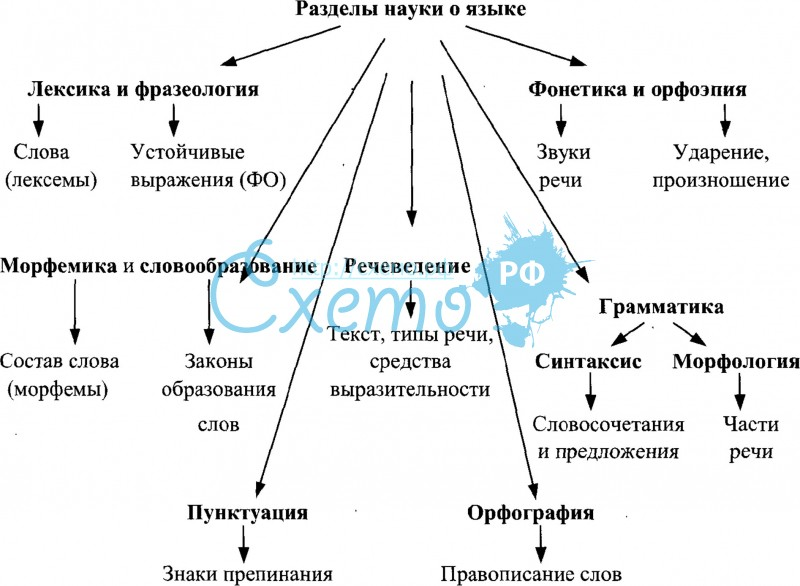 Разделы науки о языке
Лексика и фразеология
Фонетика и орфоэпия
Слова
(лексемы)
Устойчивые
выражения (ФО)
Звуки
речи
Ударение,
произношение
Морфемика и словообразование
Речеведение
Схемо
РФ
Грамматика
Состав слова
(морфемы)
Законы
образования
слов
Текст, типы речи,
средства
выразительности
Синтаксис
Морфология
Словосочетания
и предложения
Части
речи
Пунктуация
Орфография
Знаки препинания
Правописание слов